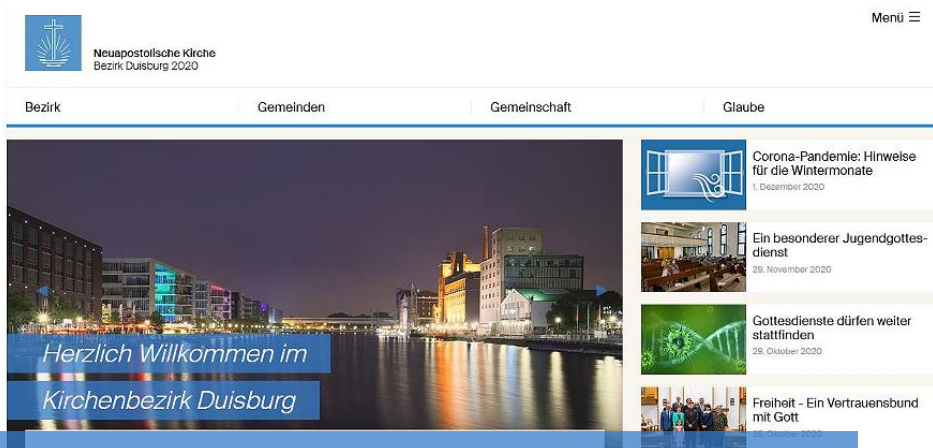 Menü
Neuapostolische Kirche
Bezirk Duisburg 2020
Bezirk
Gemeinden
Gemeinschaft
Glaube
Herzlich Willkommen im
Kirchenbezirk Duisburg
Corona-Pandemie: Hinweise
für die Wintermonate
1. Dezember 2020
Ein besonderer Jugendgottes-
dienst
29. November 2020
Gottesdienste dürfen weiter
stattfinden
29. Oktober 2020
Freiheit - Ein Vertrauensbund
mit Gott